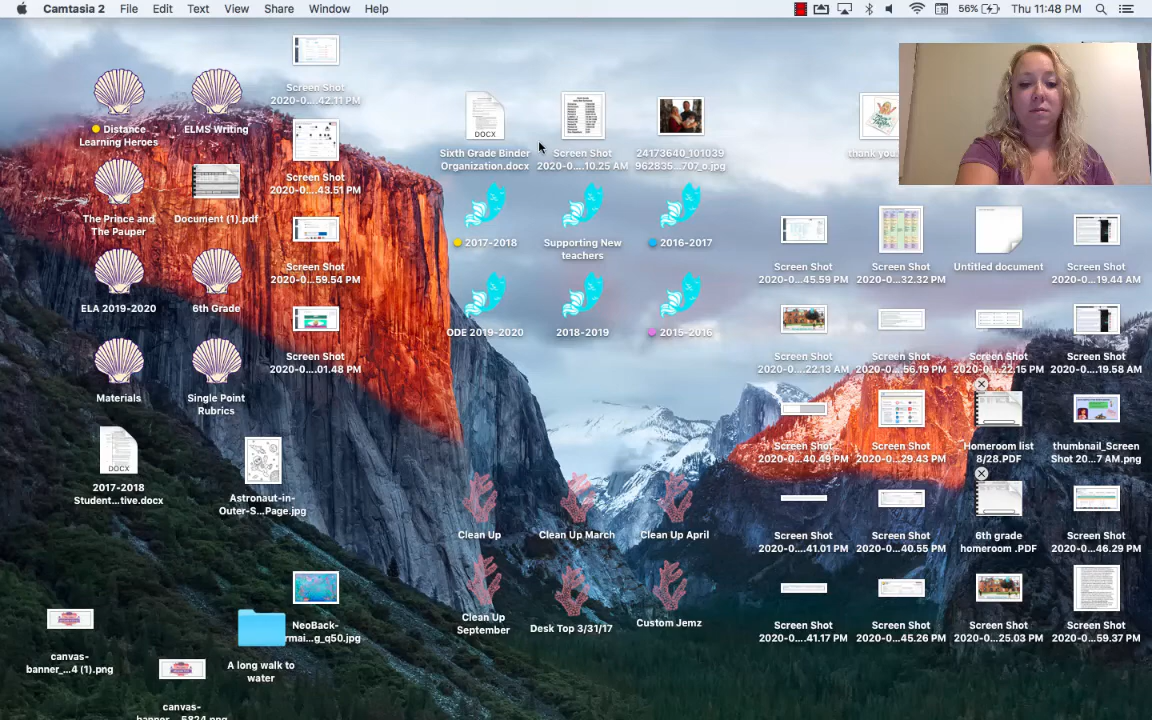 Camtasia 2 File Edit Text View Share Window Help 56% Thu 11:48 PM
Screen Shot
2020-0....42.11 PM
Distance
Learning Heroes
ELMS Writing
Screen Shot
2020-0....43.51 PM
The Prince and
The Pauper
Document (1).pdf
Screen Shot
2020-0....59.54 PM
ELA 2019-2020
6th Grade
Screen Shot
2020-0....01.48 PM
Materials
Single Point
Rubrics
DOCX
2017-2018
Student...tive.docx
Astronaut-in-
Outer-S...Page.jpg
NeoBack-
rmai...g_q50.jpg
canvas-
banner_...4 (1).png
A long walk to
water
canvas-
banner_...5824.png
DOCX
Sixth Grade Binder
Organization.docx
Screen Shot
2020-0....10.25 AM
24173640_101039
962835...707_o.jpg
thank you
2017-2018
Supporting New
teachers
2016-2017
ODE 2019-2020
2018-2019
2015-2016
Clean Up
Clean Up March
Clean Up April
Clean Up
September
Desk Top 3/31/17
Custom Jemz
Screen Shot
2020-0....45.59 PM
Screen Shot
2020-0....32.32 PM
Untitled document
Screen Shot
2020-0....19.44 AM
Screen Shot
2020-0....22.13 AM
Screen Shot
2020-0....56.19 PM
Screen Shot
2020-0....22.15 PM
Screen Shot
2020-0....19.58 AM
Screen Shot
2020-0....40.49 PM
Screen Shot
2020-0....29.43 PM
Homeroom list
8/28.PDF
thumbnail_Screen
Shot 20...7 AM.png
Screen Shot
2020-0....41.01 PM
Screen Shot
2020-0....40.55 PM
6th grade
homeroom .PDF
Screen Shot
2020-0....46.29 PM
Screen Shot
2020-0....41.17 PM
Screen Shot
2020-0....45.26 PM
Screen Shot
2020-0....25.03 PM
Screen Shot
2020-0....59.37 PM